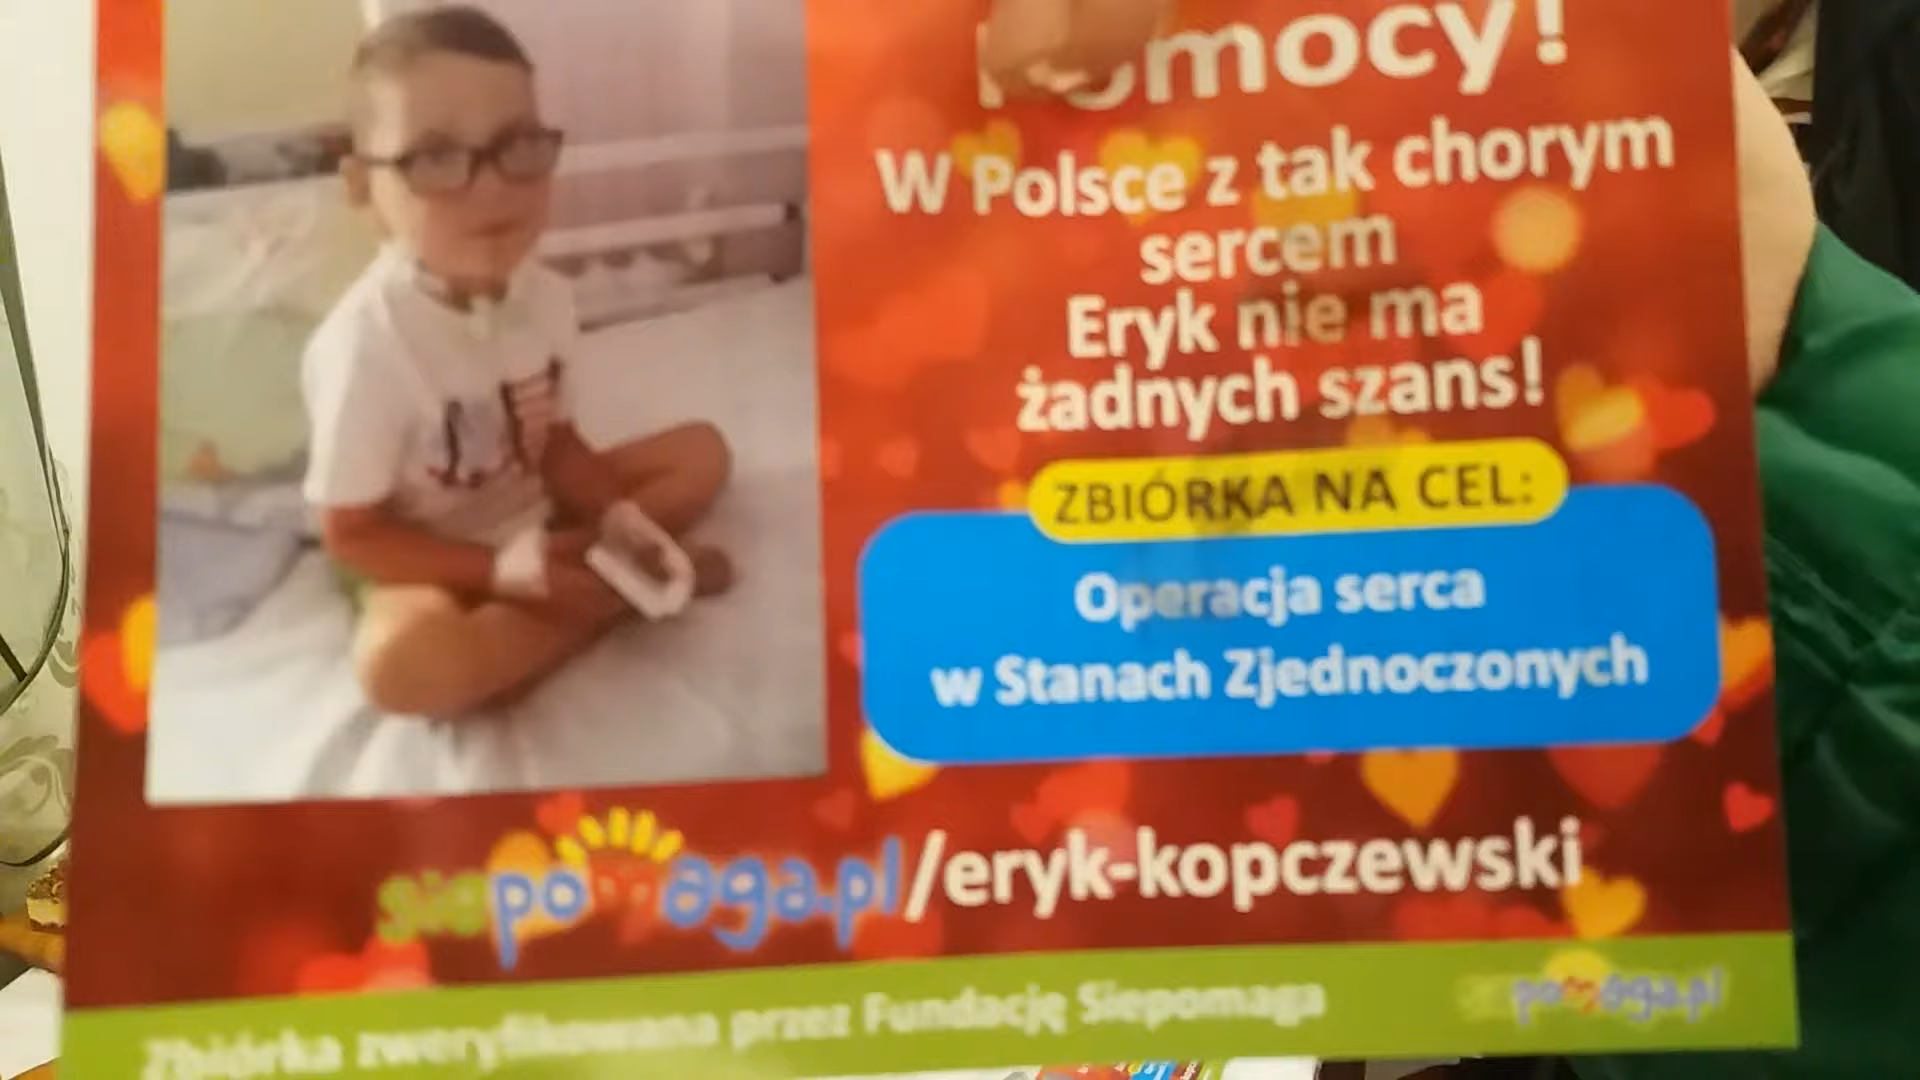 Pomocy!
W Polsce z tak chorym
sercem
Eryk nie ma
żadnych szans!
ZBIÓRKA NA CEL:
Operacja serca
w Stanach Zjednoczonych
siepomaga.pl/eryk-kopczewski
Zbiórka zweryfikowana przez Fundację Siepomaga
siepomaga.pl